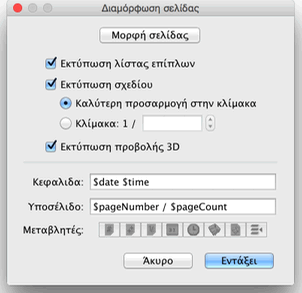 Διαμόρφωση σελίδας
Μορφή σελίδας
Εκτύπωση λίστας επίπλων
Εκτύπωση σχεδίου
Καλύτερη προσαρμογή στην κλίμακα
Κλίμακα: 1 /
Εκτύπωση προβολής 3D
Κεφαλιδα: $date $time
Υποσέλιδο: $pageNumber / $pageCount
Μεταβλητές:
Άκυρο Εντάξει